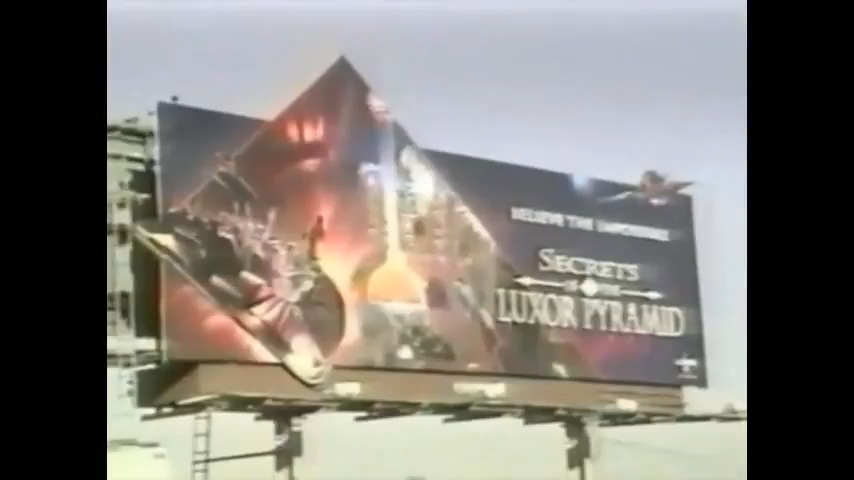 BELIEVE THE IMPOSSIBLE
SECRETS
OF THE
LUXOR PYRAMID